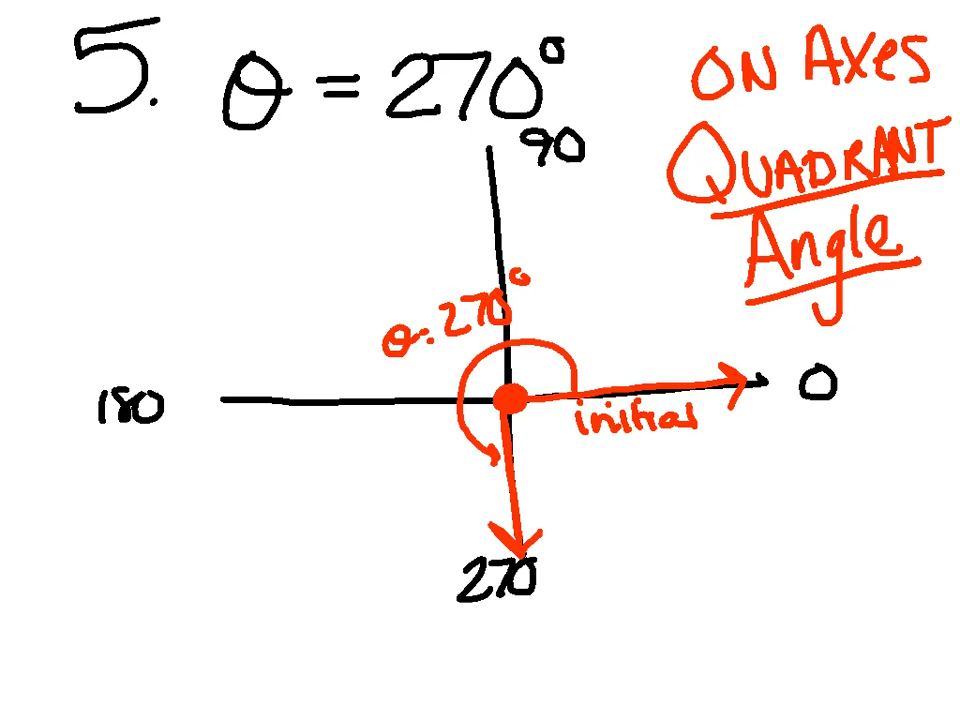 5. θ = 270°
ON AXES
QUADRANT
Angle
90
θ = 270°
180
0
initial
270